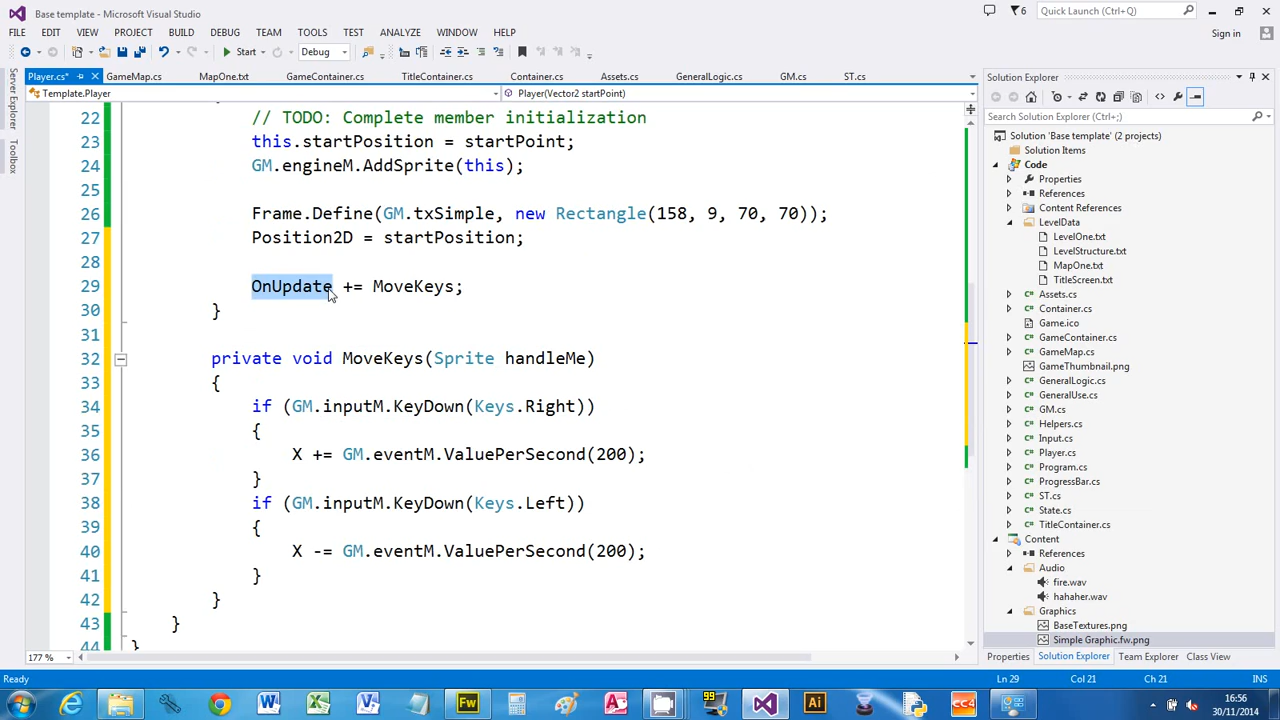 Base template - Microsoft Visual Studio
6
Quick Launch (Ctrl+Q)
FILE EDIT VIEW PROJECT BUILD DEBUG TEAM TOOLS TEST ANALYZE WINDOW HELP
Sign in
Start Debug
Player.cs* GameMap.cs MapOne.txt GameContainer.cs TitleContainer.cs Container.cs Assets.cs GeneralLogic.cs GM.cs ST.cs
Template.Player Player(Vector2 startPoint)
Server Explorer
Toolbox
22 // TODO: Complete member initialization
23 this.startPosition = startPoint;
24 GM.engineM.AddSprite(this);
25
26 Frame.Define(GM.txSimple, new Rectangle(158, 9, 70, 70));
27 Position2D = startPosition;
28
29 OnUpdate += MoveKeys;
30 }
31
32 private void MoveKeys(Sprite handleMe)
33 {
34 if (GM.inputM.KeyDown(Keys.Right))
35 {
36 X += GM.eventM.ValuePerSecond(200);
37 }
38 if (GM.inputM.KeyDown(Keys.Left))
39 {
40 X -= GM.eventM.ValuePerSecond(200);
41 }
42 }
43 }
44 }
177 %
Solution Explorer
Search Solution Explorer (Ctrl+;)
Solution 'Base template' (2 projects)
Solution Items
Code
Properties
References
Content References
LevelData
LevelOne.txt
LevelStructure.txt
MapOne.txt
TitleScreen.txt
Assets.cs
Container.cs
Game.ico
GameContainer.cs
GameMap.cs
GameThumbnail.png
GeneralLogic.cs
GeneralUse.cs
GM.cs
Helpers.cs
Input.cs
Player.cs
Program.cs
ProgressBar.cs
ST.cs
State.cs
TitleContainer.cs
Content
References
Audio
fire.wav
hahaher.wav
Graphics
BaseTextures.png
Simple Graphic.fw.png
Properties Solution Explorer Team Explorer Class View
Ready Ln 29 Col 21 Ch 21 INS
16:56
30/11/2014